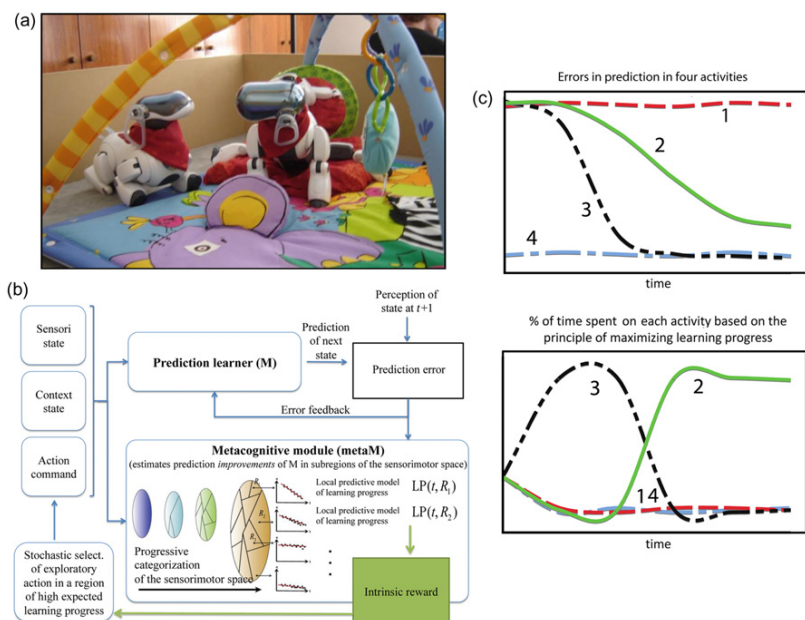 (a)
(b)
Sensori
state
Context
state
Action
command
Stochastic select.
of exploratory
action in a region
of high expected
learning progress
Prediction learner (M)
Prediction
of next
state
Perception of
state at t+1
Prediction error
Error feedback
Metacognitive module (metaM)
(estimates prediction improvements of M in subregions of the sensorimotor space)
Local predictive model
of learning progress
LP(t, R₁)
Local predictive model
of learning progress
LP(t, R₂)
Progressive
categorization
of the sensorimotor space
Intrinsic reward
(c)
Errors in prediction in four activities
1
2
3
4
time
% of time spent on each activity based on the
principle of maximizing learning progress
3
2
14
time